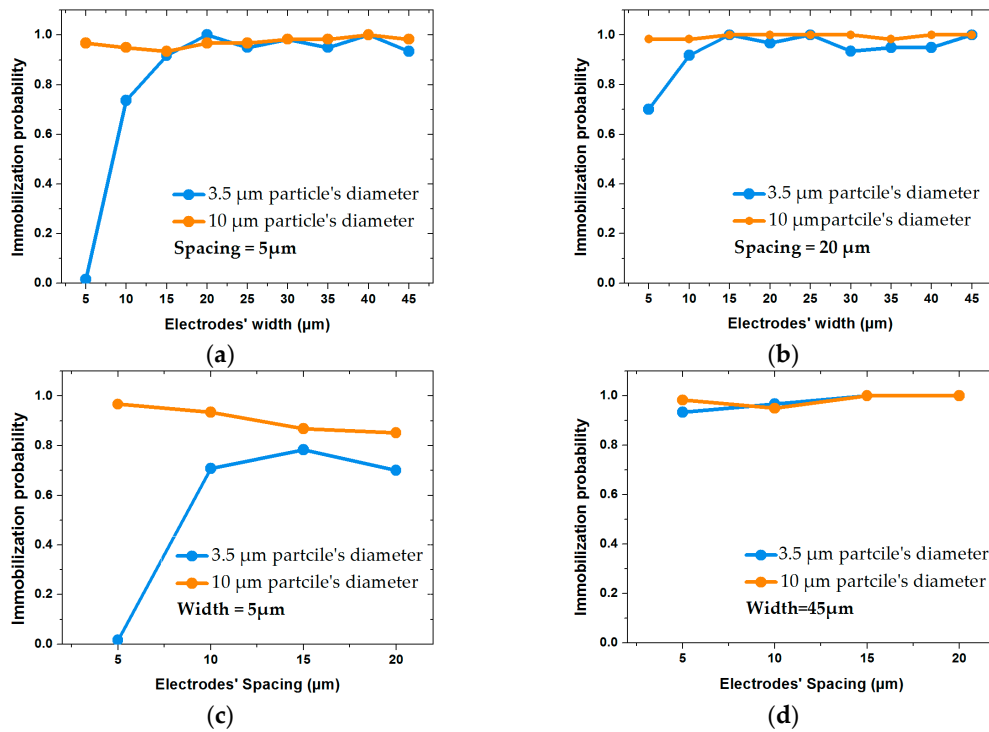 1.0
0.8
0.6
0.4
0.2
0.0
Immobilization probability
3.5 µm particle's diameter
10 µm particle's diameter
Spacing = 5µm
5 10 15 20 25 30 35 40 45
Electrodes' width (µm)
(a)
1.0
0.8
0.6
0.4
0.2
0.0
Immobilization probability
3.5 µm partcile's diameter
10 µmpartcile's diameter
Spacing = 20 µm
5 10 15 20 25 30 35 40 45
Electrodes' width (µm)
(b)
1.0
0.8
0.6
0.4
0.2
0.0
Immobilization probability
3.5 µm partcile's diameter
10 µm partcile's diameter
Width = 5µm
5 10 15 20
Electrodes' Spacing (µm)
(c)
1.0
0.8
0.6
0.4
0.2
0.0
Immobilization probability
3.5 µm partcile's diameter
10 µm partcile's diameter
Width=45µm
5 10 15 20
Electrodes' Spacing (µm)
(d)